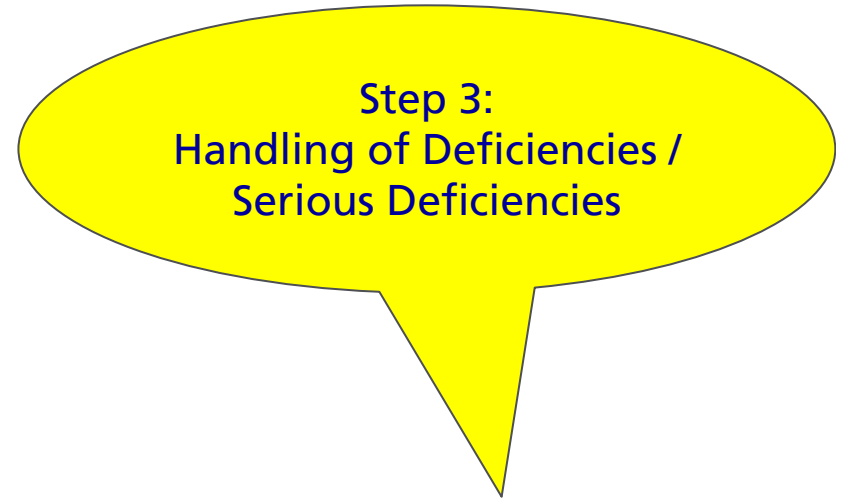 Step 3:
Handling of Deficiencies /
Serious Deficiencies